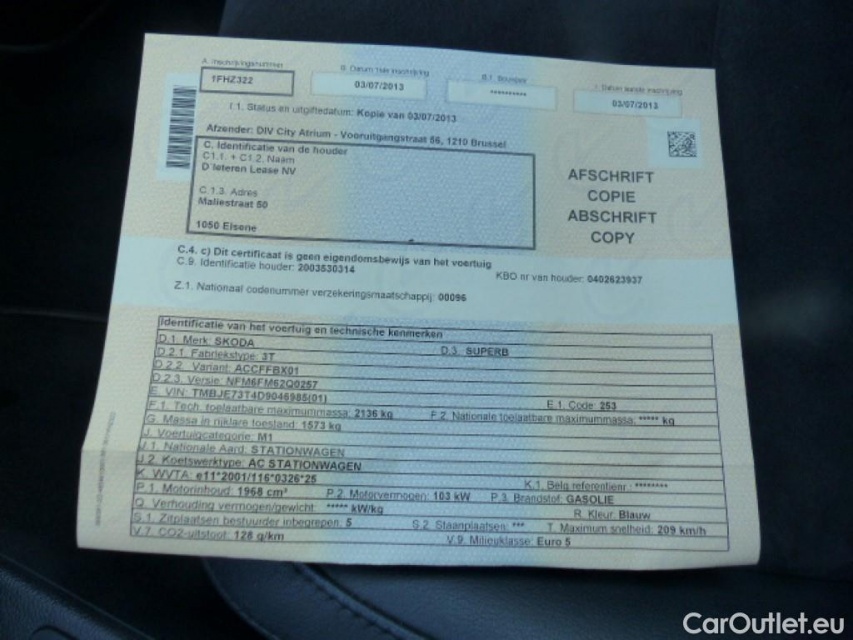 A. Inschrijvingsnummer B. Datum 1ste inschrijving B.1. Bouwjaar I. Datum laatste inschrijving
1FHZ322 03/07/2013 ********** 03/07/2013
I.1. Status en uitgiftedatum: Kopie van 03/07/2013
Afzender: DIV City Atrium - Vooruitgangstraat 56, 1210 Brussel
C. Identificatie van de houder
C1.1. + C1.2. Naam
D'Ieteren Lease NV
C.1.3. Adres
Maliestraat 50
1050 Elsene
AFSCHRIFT
COPIE
ABSCHRIFT
COPY
C.4. c) Dit certificaat is geen eigendomsbewijs van het voertuig
C.9. Identificatie houder: 2003530314 KBO nr van houder: 0402623937
Z.1. Nationaal codenummer verzekeringsmaatschappij: 00096
Identificatie van het voertuig en technische kenmerken
D.1. Merk: SKODA D.3. SUPERB
D.2.1. Fabriekstype: 3T
D.2.2. Variant: ACCFFBX01
D.2.3. Versie: NFM6FM62Q0257
E. VIN: TMBJE73T4D9046985(01) E.1. Code: 253
F.1. Tech. toelaatbare maximummassa: 2136 kg F.2. Nationale toelaatbare maximummassa: ***** kg
G. Massa in rijklare toestand: 1573 kg
J. Voertuigcategorie: M1
J.1. Nationale Aard: STATIONWAGEN
J.2. Koetswerktype: AC STATIONWAGEN
K. WVTA: e11*2001/116*0326*25 K.1. Belg referentienr.: ********
P.1. Motorinhoud: 1968 cm³ P.2. Motorvermogen: 103 kW P.3. Brandstof: GASOLIE
Q. Verhouding vermogen/gewicht: ***** kW/kg R. Kleur: Blauw
S.1. Zitplaatsen bestuurder inbegrepen: 5 S.2. Staanplaatsen: *** T. Maximum snelheid: 209 km/h
V.7. CO2-uitstoot: 128 g/km V.9. Milieuklasse: Euro 5
CarOutlet.eu